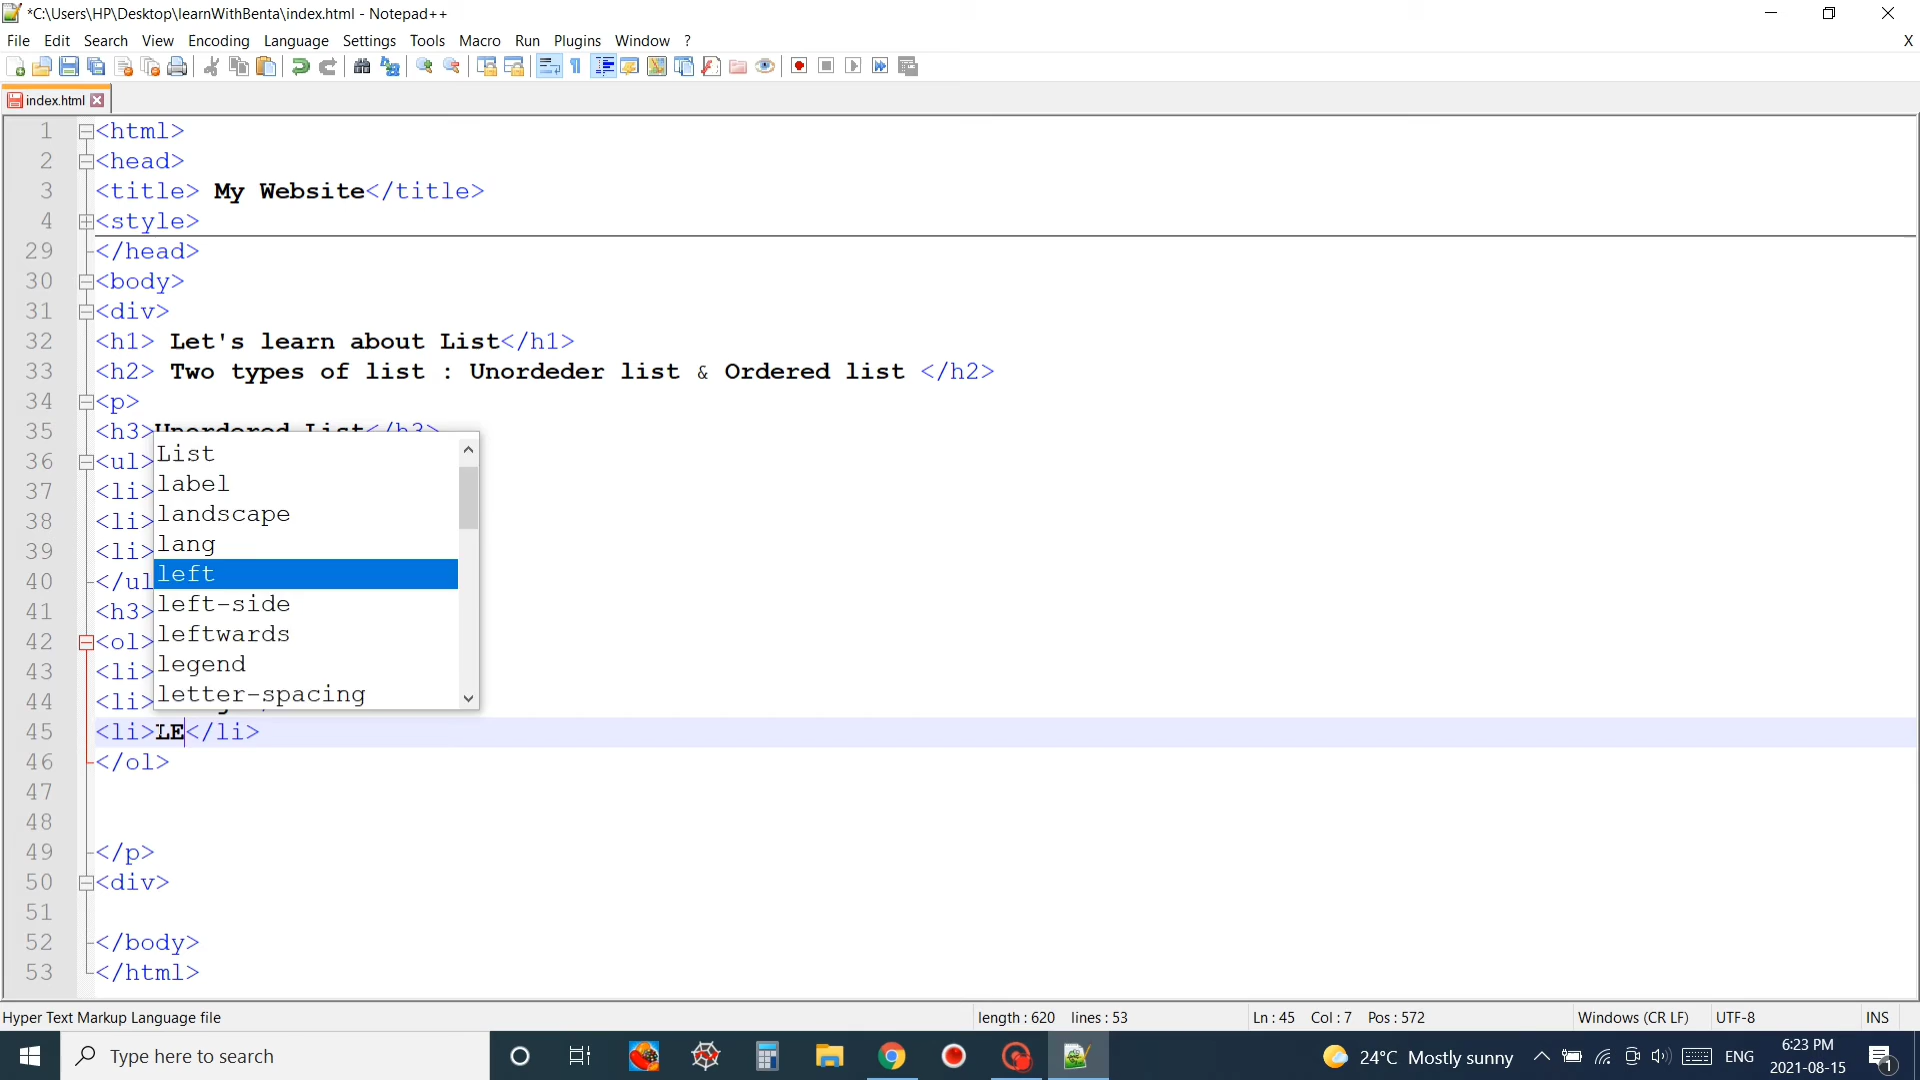 *C:\Users\HP\Desktop\learnWithBenta\index.html - Notepad++
File Edit Search View Encoding Language Settings Tools Macro Run Plugins Window ? X
index.html
1 <html>
2 <head>
3 <title> My Website</title>
4 <style>
29 </head>
30 <body>
31 <div>
32 <h1> Let's learn about List</h1>
33 <h2> Two types of list : Unordeder list & Ordered list </h2>
34 <p>
35 <h3>Unordered List</h3>
36 <ul>
37 <li>
38 <li>
39 <li>
40 </ul
41 <h3>
42 <ol>
43 <li>
44 <li>
45 <li>LE</li>
46 </ol>
47
48
49 </p>
50 <div>
51
52 </body>
53 </html>
List
label
landscape
lang
left
left-side
leftwards
legend
letter-spacing
Hyper Text Markup Language file length : 620 lines : 53 Ln : 45 Col : 7 Pos : 572 Windows (CR LF) UTF-8 INS
Type here to search 24°C Mostly sunny ENG 6:23 PM
2021-08-15
1